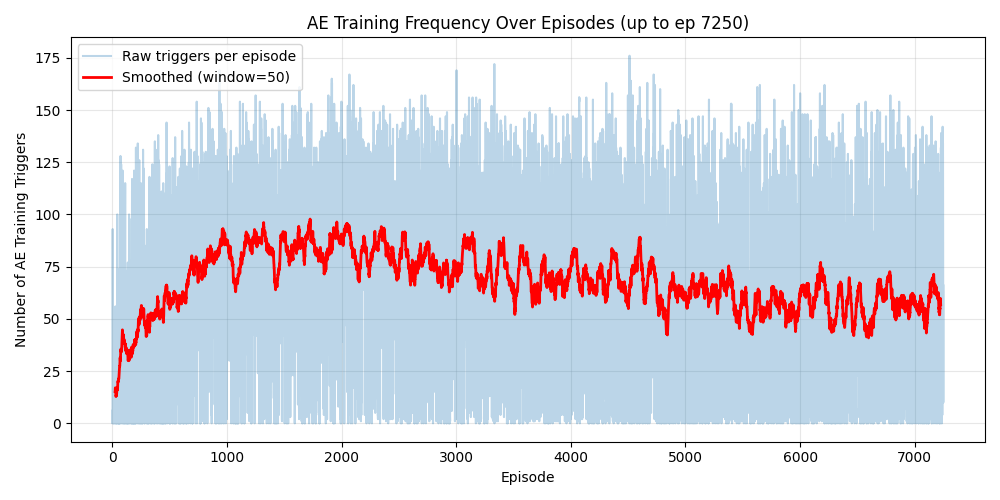 AE Training Frequency Over Episodes (up to ep 7250)
Raw triggers per episode
Smoothed (window=50)
Number of AE Training Triggers
175
150
125
100
75
50
25
0
0 1000 2000 3000 4000 5000 6000 7000
Episode